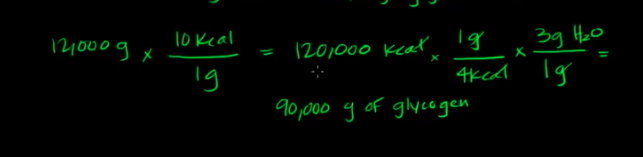 12,000 g × 10 Kcal / 1g = 120,000 kcal × 1g / 4kcal × 3g H₂O / 1g =
90,000 g of glycogen